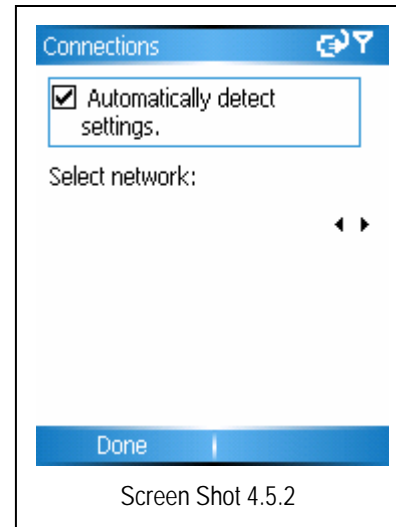 Connections
Automatically detect
settings.
Select network:
Done
Screen Shot 4.5.2